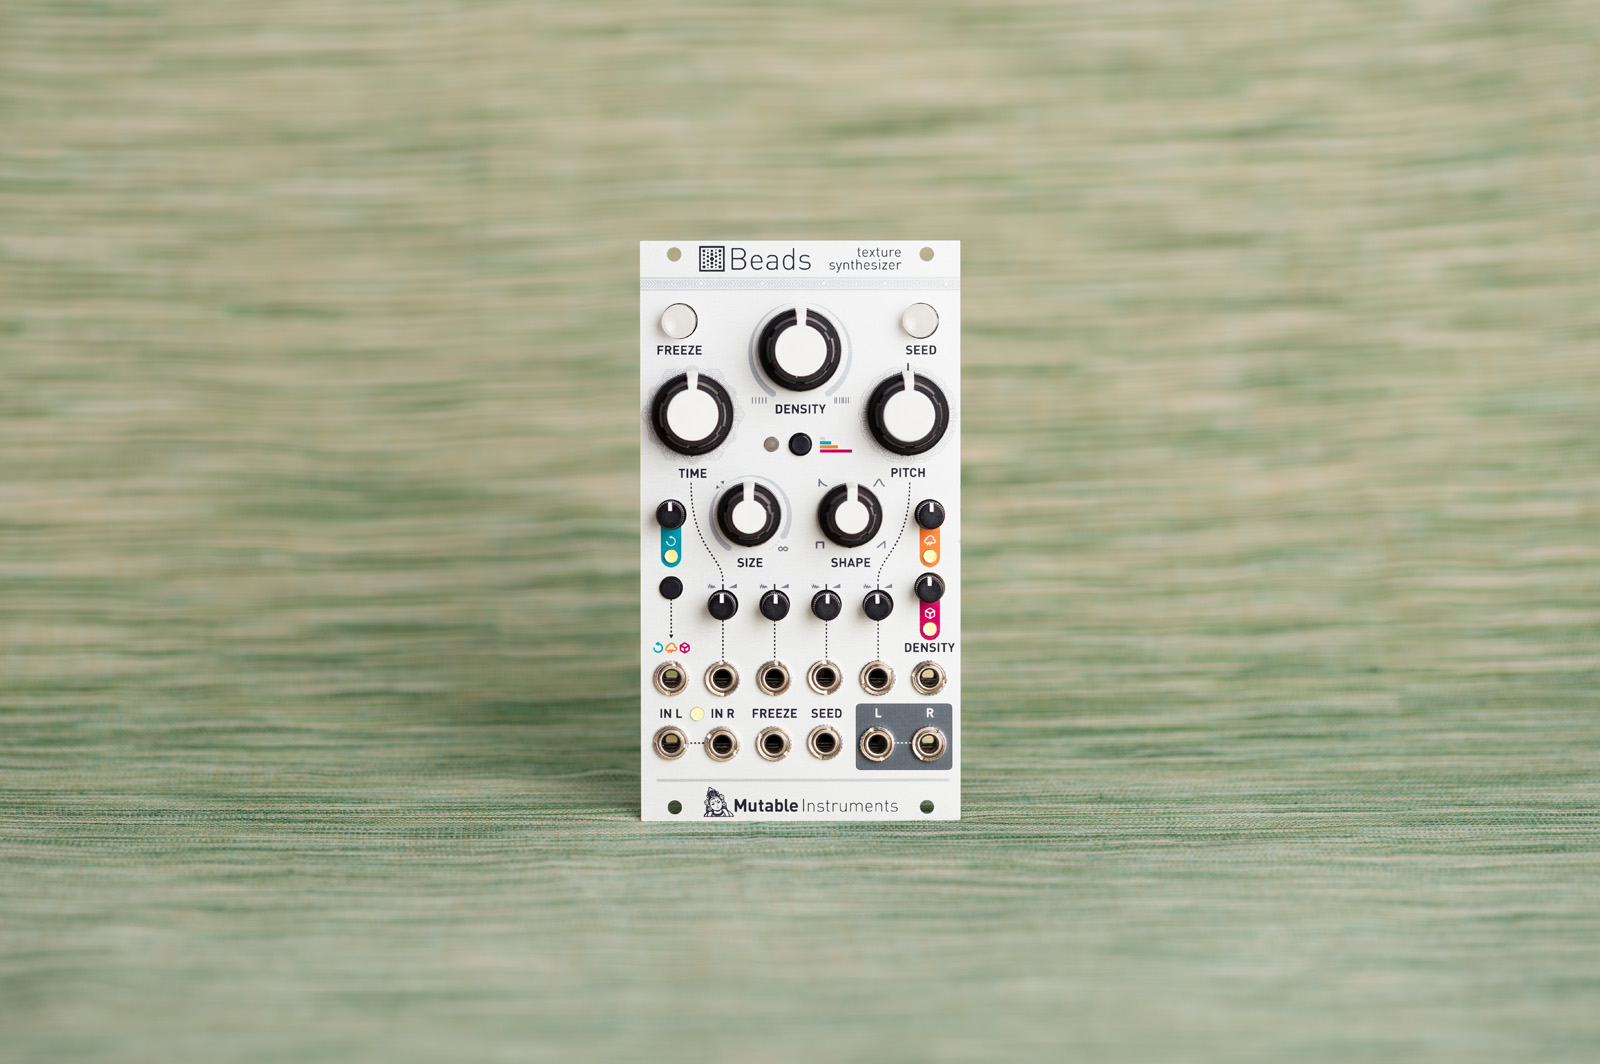 Beads
texture
synthesizer
FREEZE
SEED
DENSITY
TIME
PITCH
SIZE
∞
SHAPE
DENSITY
IN L
IN R
FREEZE
SEED
L
R
Mutable Instruments